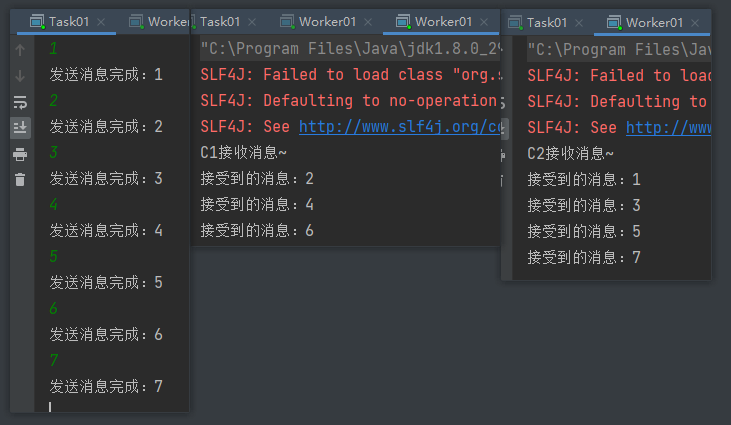 Task01
Worker
1
发送消息完成：1
2
发送消息完成：2
3
发送消息完成：3
4
发送消息完成：4
5
发送消息完成：5
6
发送消息完成：6
7
发送消息完成：7
Task01
Worker01
Worker01
"C:\Program Files\Java\jdk1.8.0_29
SLF4J: Failed to load class "org.
SLF4J: Defaulting to no-operation
SLF4J: See http://www.slf4j.org/co
C1接收消息~
接受到的消息：2
接受到的消息：4
接受到的消息：6
Task01
Worker01
"C:\Program Files\Jav
SLF4J: Failed to load
SLF4J: Defaulting to
SLF4J: See http://www
C2接收消息~
接受到的消息：1
接受到的消息：3
接受到的消息：5
接受到的消息：7